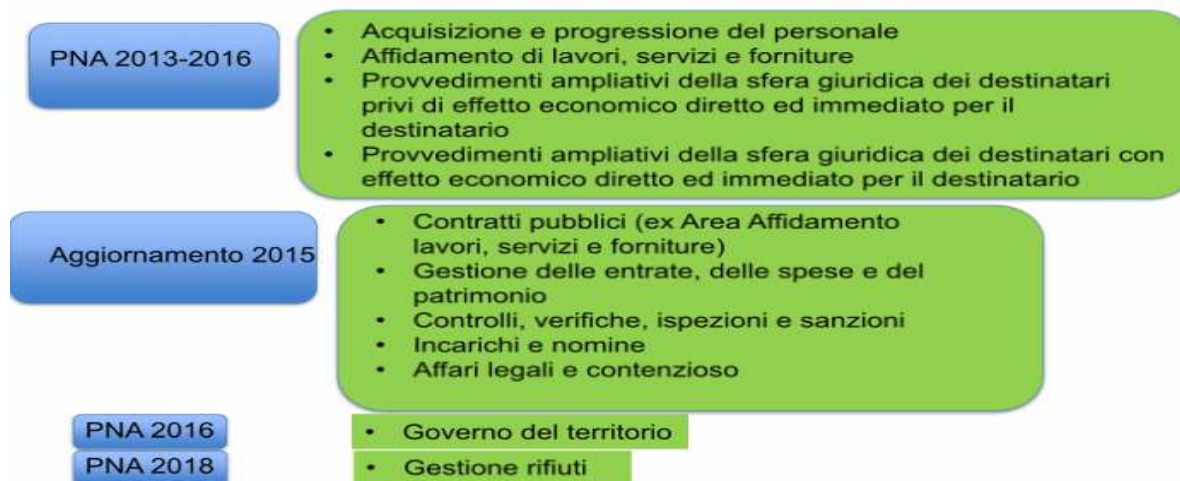 PNA 2013-2016
• Acquisizione e progressione del personale
• Affidamento di lavori, servizi e forniture
• Provvedimenti ampliativi della sfera giuridica dei destinatari
privi di effetto economico diretto ed immediato per il
destinatario
• Provvedimenti ampliativi della sfera giuridica dei destinatari con
effetto economico diretto ed immediato per il destinatario
Aggiornamento 2015
• Contratti pubblici (ex Area Affidamento
lavori, servizi e forniture)
• Gestione delle entrate, delle spese e del
patrimonio
• Controlli, verifiche, ispezioni e sanzioni
• Incarichi e nomine
• Affari legali e contenzioso
PNA 2016
• Governo del territorio
PNA 2018
• Gestione rifiuti